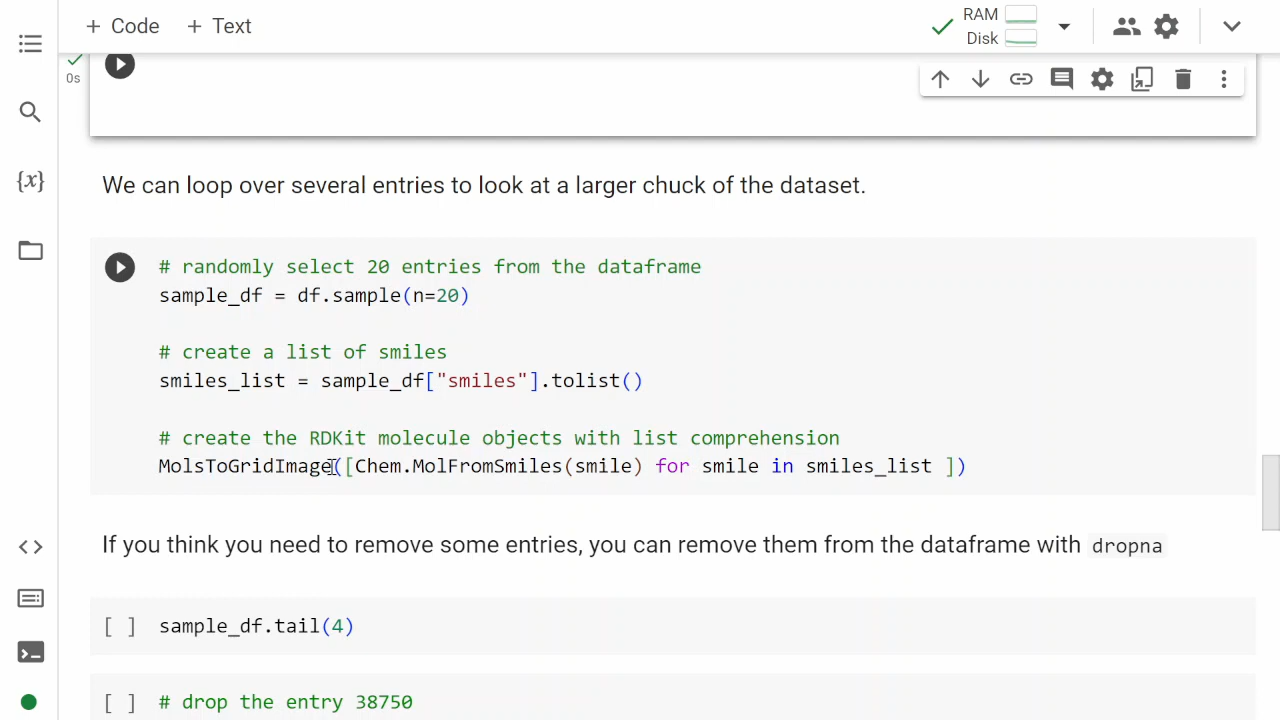 + Code + Text
RAM
Disk
0s
{x}
We can loop over several entries to look at a larger chuck of the dataset.
# randomly select 20 entries from the dataframe
sample_df = df.sample(n=20)
# create a list of smiles
smiles_list = sample_df["smiles"].tolist()
# create the RDKit molecule objects with list comprehension
MolsToGridImage([Chem.MolFromSmiles(smile) for smile in smiles_list ])
If you think you need to remove some entries, you can remove them from the dataframe with dropna
[ ] sample_df.tail(4)
[ ] # drop the entry 38750